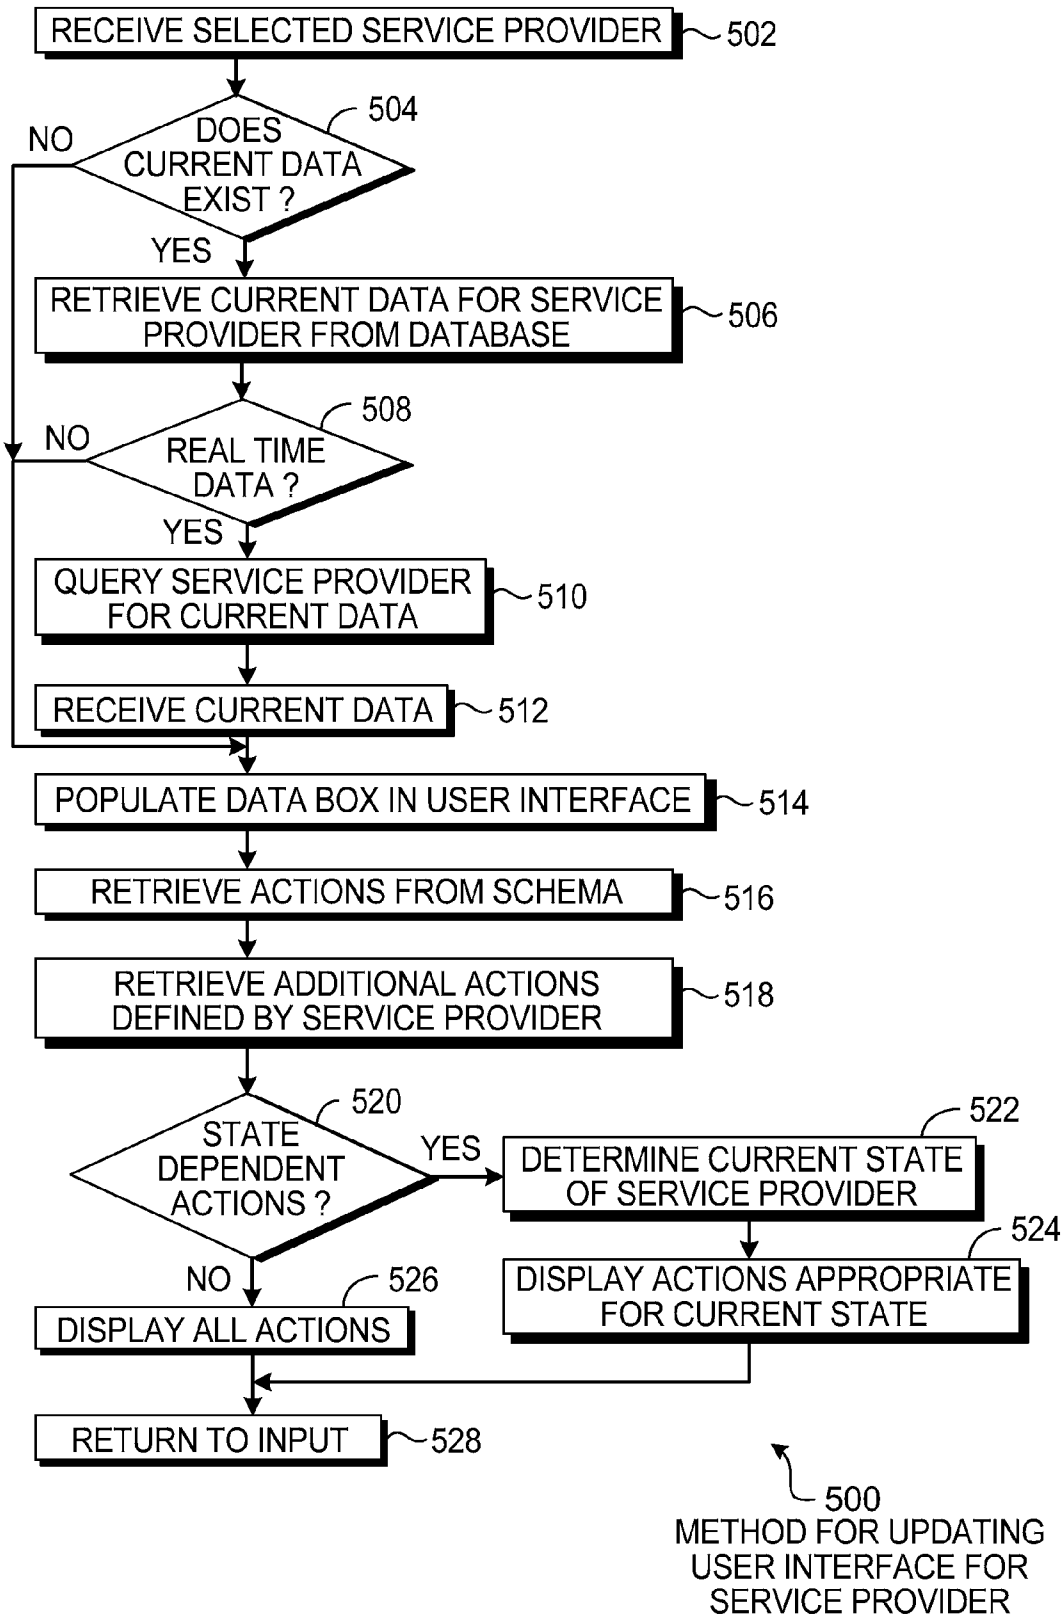 RECEIVE SELECTED SERVICE PROVIDER
502
504
NO
DOES
CURRENT DATA
EXIST ?
YES
RETRIEVE CURRENT DATA FOR SERVICE
PROVIDER FROM DATABASE
506
508
NO
REAL TIME
DATA ?
YES
QUERY SERVICE PROVIDER
FOR CURRENT DATA
510
RECEIVE CURRENT DATA
512
POPULATE DATA BOX IN USER INTERFACE
514
RETRIEVE ACTIONS FROM SCHEMA
516
RETRIEVE ADDITIONAL ACTIONS
DEFINED BY SERVICE PROVIDER
518
520
STATE
DEPENDENT
ACTIONS ?
YES
522
DETERMINE CURRENT STATE
OF SERVICE PROVIDER
524
DISPLAY ACTIONS APPROPRIATE
FOR CURRENT STATE
NO
526
DISPLAY ALL ACTIONS
RETURN TO INPUT
528
500
METHOD FOR UPDATING
USER INTERFACE FOR
SERVICE PROVIDER